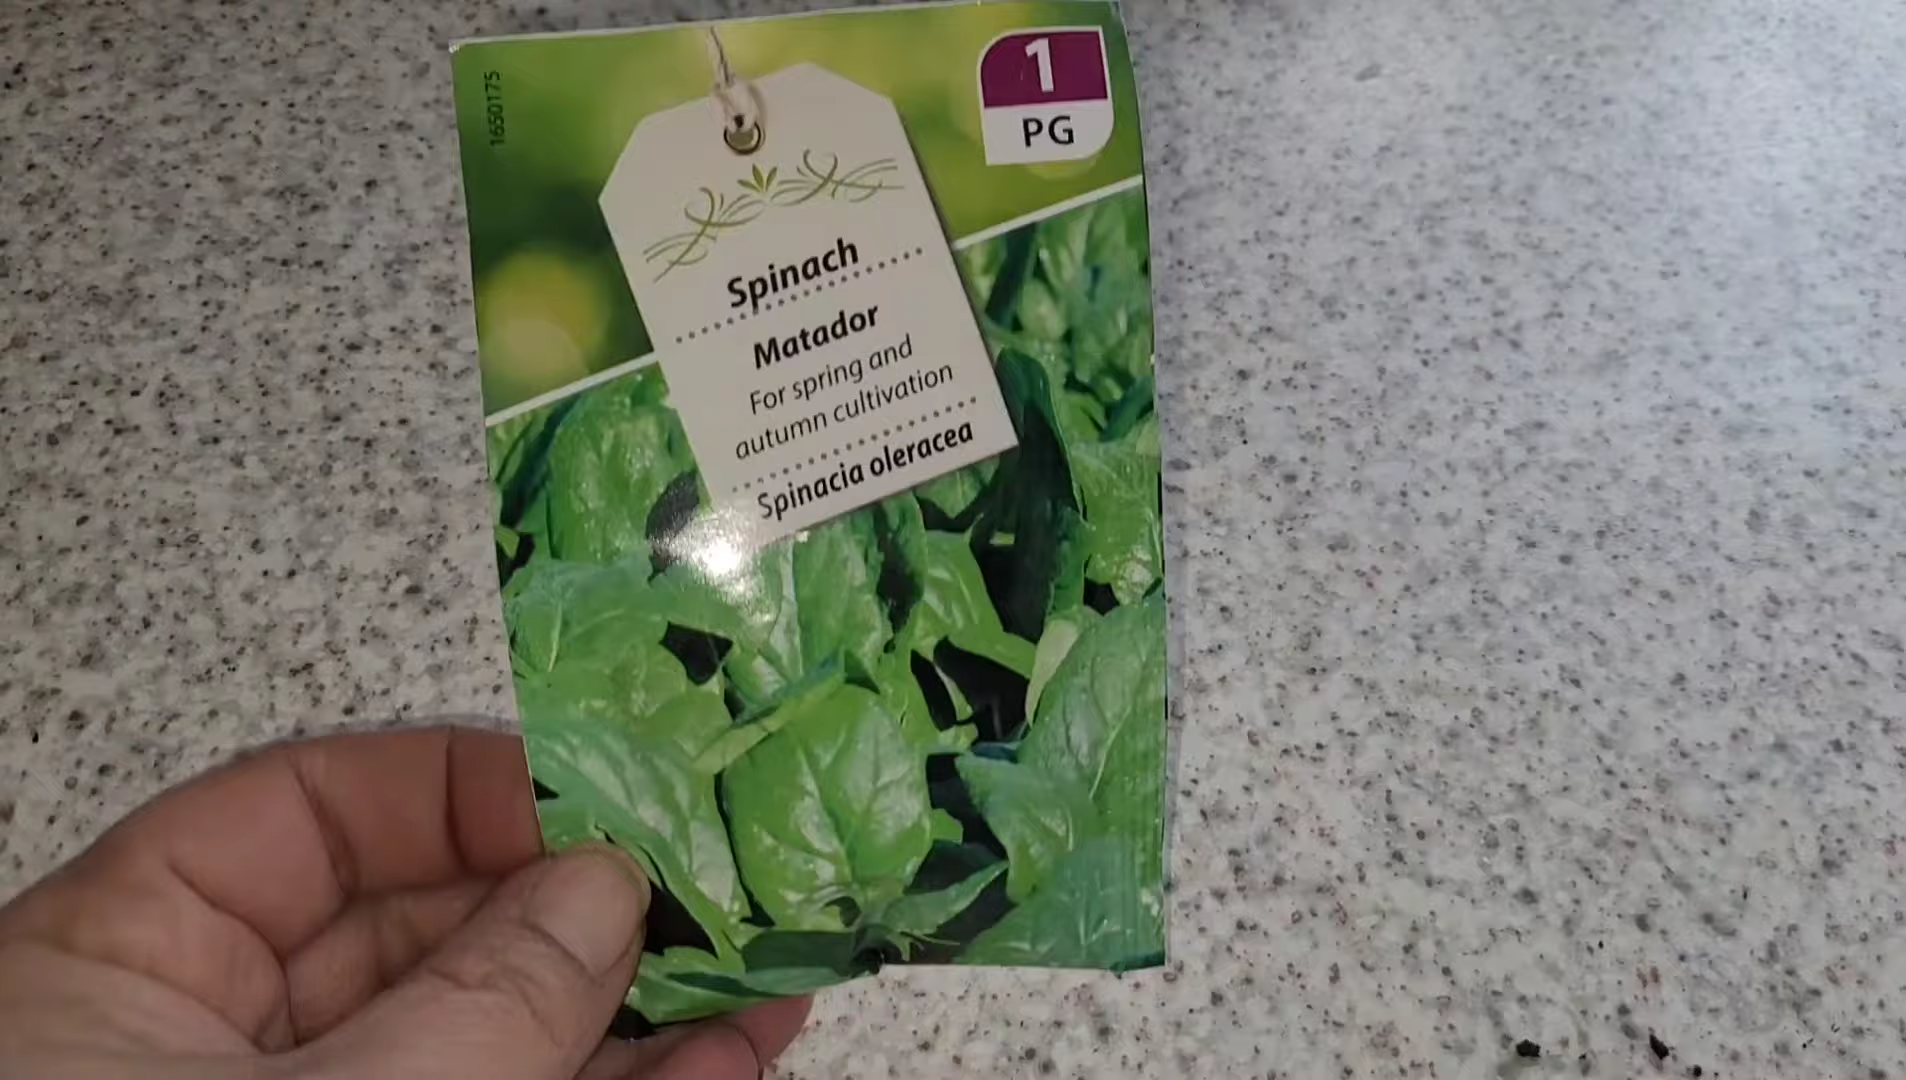 1650175
1
PG
Spinach
Matador
For spring and
autumn cultivation
Spinacia oleracea